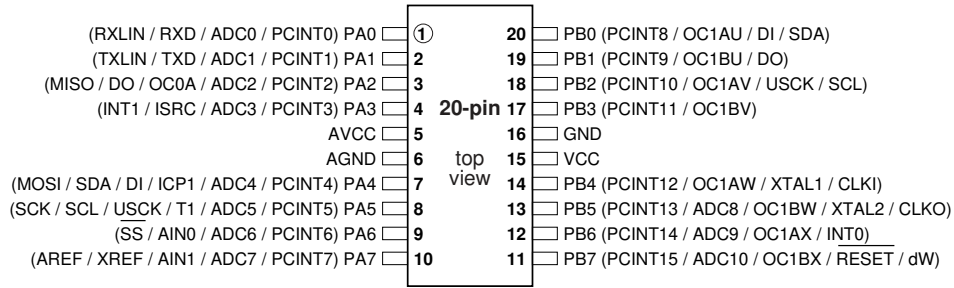 (RXLIN / RXD / ADC0 / PCINT0) PA0 1 20 PB0 (PCINT8 / OC1AU / DI / SDA)
(TXLIN / TXD / ADC1 / PCINT1) PA1 2 19 PB1 (PCINT9 / OC1BU / DO)
(MISO / DO / OC0A / ADC2 / PCINT2) PA2 3 18 PB2 (PCINT10 / OC1AV / USCK / SCL)
(INT1 / ISRC / ADC3 / PCINT3) PA3 4 20-pin 17 PB3 (PCINT11 / OC1BV)
AVCC 5 16 GND
AGND 6 top 15 VCC
view
(MOSI / SDA / DI / ICP1 / ADC4 / PCINT4) PA4 7 14 PB4 (PCINT12 / OC1AW / XTAL1 / CLKI)
(SCK / SCL / USCK / T1 / ADC5 / PCINT5) PA5 8 13 PB5 (PCINT13 / ADC8 / OC1BW / XTAL2 / CLKO)
(SS / AIN0 / ADC6 / PCINT6) PA6 9 12 PB6 (PCINT14 / ADC9 / OC1AX / INT0)
(AREF / XREF / AIN1 / ADC7 / PCINT7) PA7 10 11 PB7 (PCINT15 / ADC10 / OC1BX / RESET / dW)